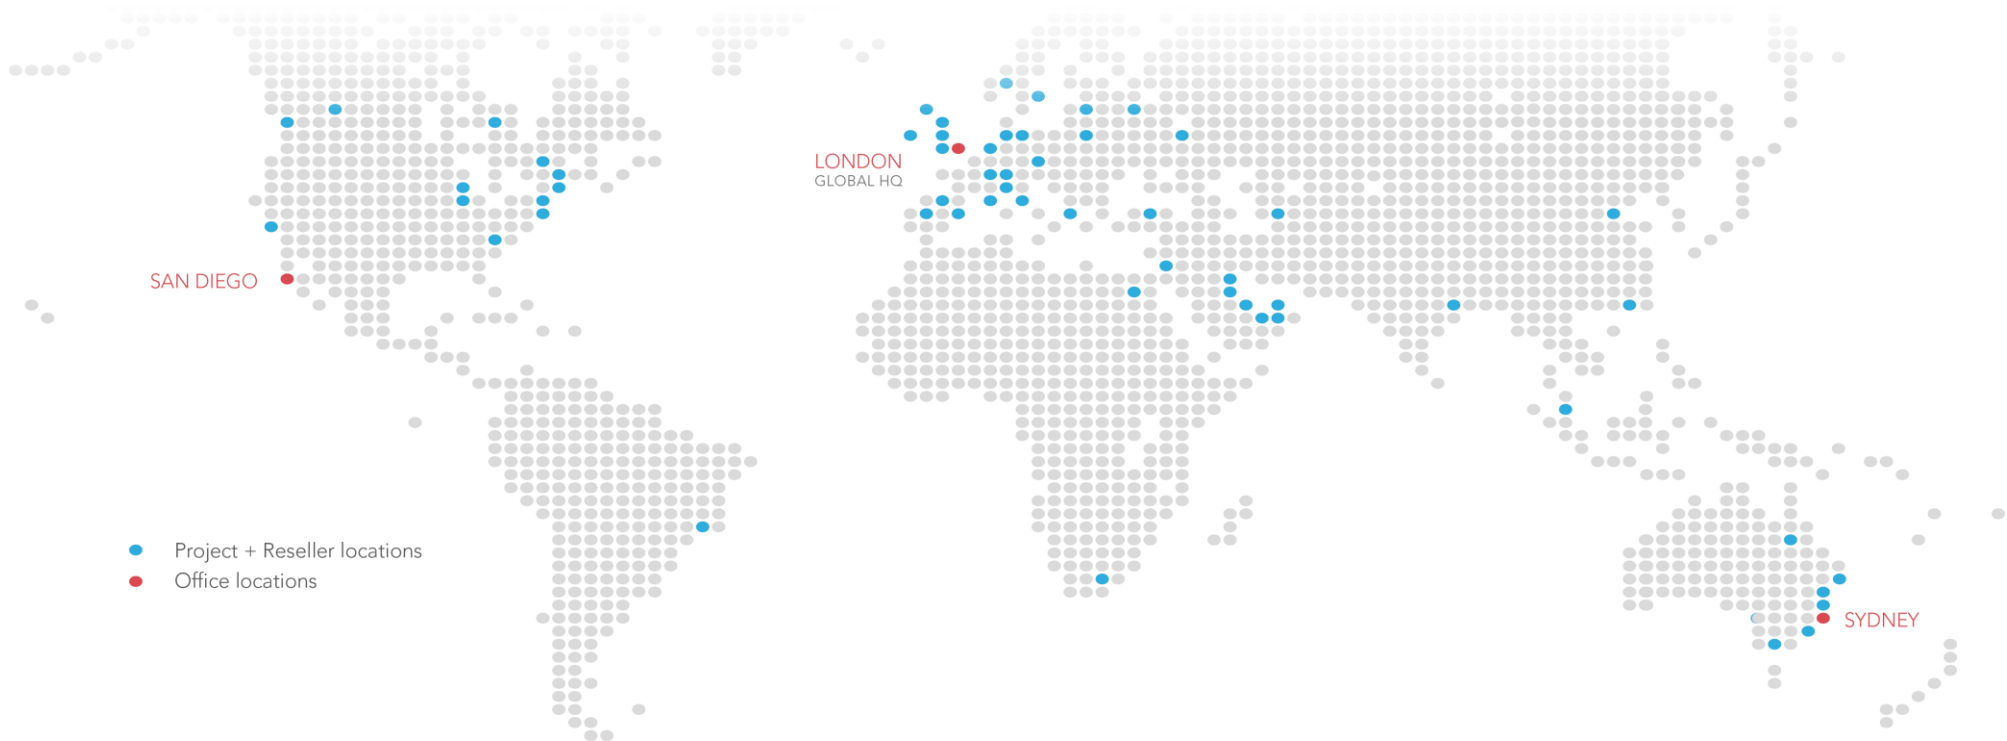 LONDON
GLOBAL HQ
SAN DIEGO
Project + Reseller locations
Office locations
SYDNEY